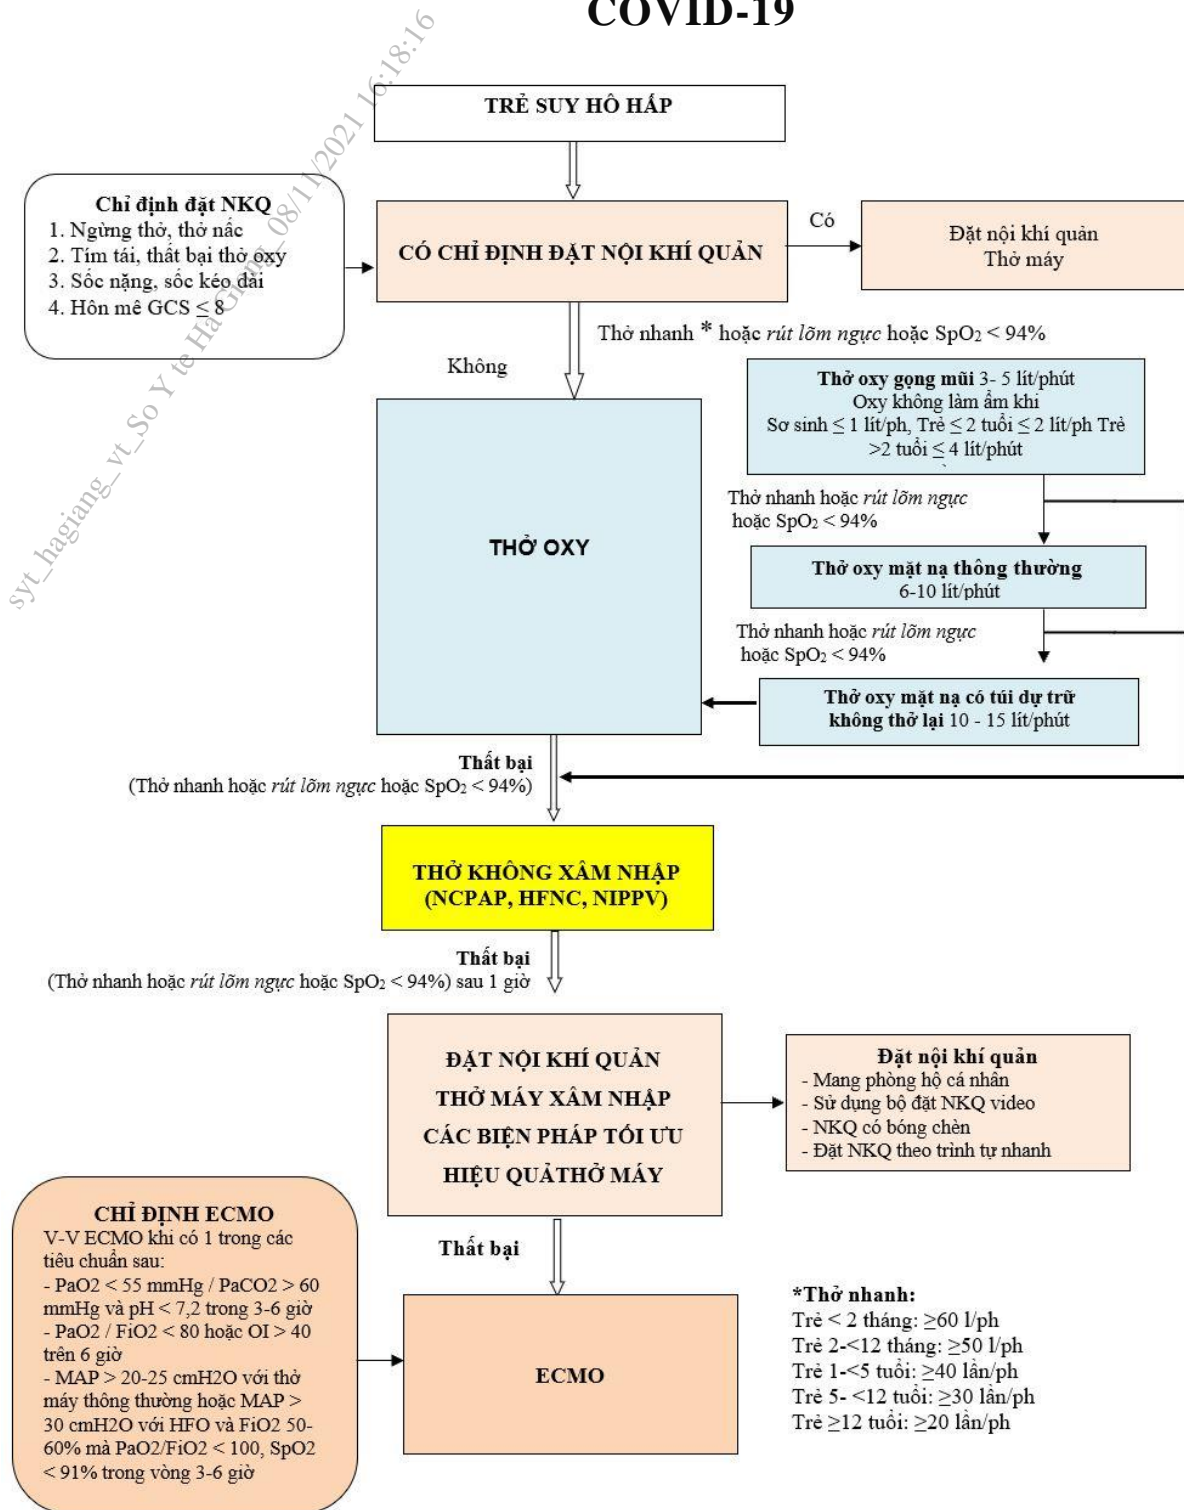 COVID-19
syt_hagiang_vt_So Y te Ha Giang_08/11/2021 16:18:16
TRẺ SUY HÔ HẤP
Chỉ định đặt NKQ
1. Ngừng thở, thở nấc
2. Tím tái, thất bại thở oxy
3. Sốc nặng, sốc kéo dài
4. Hôn mê GCS ≤ 8
CÓ CHỈ ĐỊNH ĐẶT NỘI KHÍ QUẢN
Có
Đặt nội khí quản
Thở máy
Thở nhanh * hoặc rút lõm ngực hoặc SpO2 < 94%
Không
THỞ OXY
Thở oxy gọng mũi 3- 5 lít/phút
Oxy không làm ẩm khi
Sơ sinh ≤ 1 lít/ph, Trẻ ≤ 2 tuổi ≤ 2 lít/ph Trẻ
>2 tuổi ≤ 4 lít/phút
Thở nhanh hoặc rút lõm ngực
hoặc SpO2 < 94%
Thở oxy mặt nạ thông thường
6-10 lít/phút
Thở nhanh hoặc rút lõm ngực
hoặc SpO2 < 94%
Thở oxy mặt nạ có túi dự trữ
không thở lại 10 - 15 lít/phút
Thất bại
(Thở nhanh hoặc rút lõm ngực hoặc SpO2 < 94%)
THỞ KHÔNG XÂM NHẬP
(NCPAP, HFNC, NIPPV)
Thất bại
(Thở nhanh hoặc rút lõm ngực hoặc SpO2 < 94%) sau 1 giờ
ĐẶT NỘI KHÍ QUẢN
THỞ MÁY XÂM NHẬP
CÁC BIỆN PHÁP TỐI ƯU
HIỆU QUẢTHỞ MÁY
Đặt nội khí quản
- Mang phòng hộ cá nhân
- Sử dụng bộ đặt NKQ video
- NKQ có bóng chèn
- Đặt NKQ theo trình tự nhanh
Thất bại
CHỈ ĐỊNH ECMO
V-V ECMO khi có 1 trong các
tiêu chuẩn sau:
- PaO2 < 55 mmHg / PaCO2 > 60
mmHg và pH < 7,2 trong 3-6 giờ
- PaO2 / FiO2 < 80 hoặc OI > 40
trên 6 giờ
- MAP > 20-25 cmH2O với thở
máy thông thường hoặc MAP >
30 cmH2O với HFO và FiO2 50-
60% mà PaO2/FiO2 < 100, SpO2
< 91% trong vòng 3-6 giờ
ECMO
*Thở nhanh:
Trẻ < 2 tháng: ≥60 l/ph
Trẻ 2-<12 tháng: ≥50 l/ph
Trẻ 1-<5 tuổi: ≥40 lần/ph
Trẻ 5- <12 tuổi: ≥30 lần/ph
Trẻ ≥12 tuổi: ≥20 lần/ph